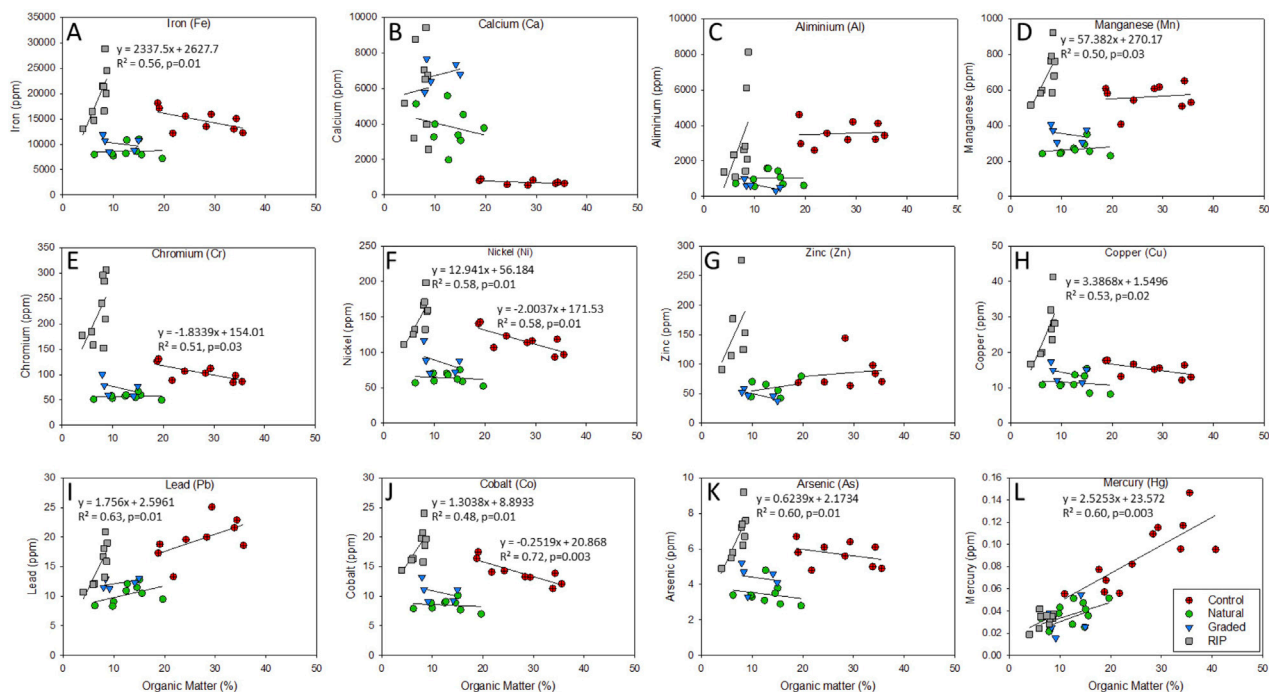 A
Iron (Fe)
y = 2337.5x + 2627.7
R² = 0.56, p=0.01
Iron (ppm)
35000
30000
25000
20000
15000
10000
5000
0
0 10 20 30 40 50
B
Calcium (Ca)
Calcium (ppm)
10000
8000
6000
4000
2000
0
0 10 20 30 40 50
C
Aliminium (Al)
Aliminium (ppm)
10000
8000
6000
4000
2000
0
0 10 20 30 40 50
D
Manganese (Mn)
y = 57.382x + 270.17
R² = 0.50, p=0.03
Manganese (ppm)
1000
800
600
400
200
0
0 10 20 30 40 50
E
Chromium (Cr)
y = -1.8339x + 154.01
R² = 0.51, p=0.03
Chromium (ppm)
350
300
250
200
150
100
50
0
0 10 20 30 40 50
F
Nickel (Ni)
y = 12.941x + 56.184
R² = 0.58, p=0.01
y = -2.0037x + 171.53
R² = 0.58, p=0.01
Nickel (ppm)
250
200
150
100
50
0
0 10 20 30 40 50
G
Zinc (Zn)
Zinc (ppm)
300
250
200
150
100
50
0
0 10 20 30 40 50
H
Copper (Cu)
y = 3.3868x + 1.5496
R² = 0.53, p=0.02
Copper (ppm)
60
50
40
30
20
10
0
0 10 20 30 40 50
I
Lead (Pb)
y = 1.756x + 2.5961
R² = 0.63, p=0.01
Lead (ppm)
30
25
20
15
10
5
0
0 10 20 30 40 50
Organic Matter (%)
J
Cobalt (Co)
y = 1.3038x + 8.8933
R² = 0.48, p=0.01
y = -0.2519x + 20.868
R² = 0.72, p=0.003
Cobalt (ppm)
30
25
20
15
10
5
0
0 10 20 30 40 50
Organic Matter (%)
K
Arsenic (As)
y = 0.6239x + 2.1734
R² = 0.60, p=0.01
Arsenic (ppm)
10
8
6
4
2
0
0 10 20 30 40 50
Organic matter (%)
L
Mercury (Hg)
y = 2.5253x + 23.572
R² = 0.60, p=0.003
Mercury (ppm)
0.16
0.14
0.12
0.10
0.08
0.06
0.04
0.02
0.00
0 10 20 30 40 50
Organic Matter (%)
Control
Natural
Graded
RIP